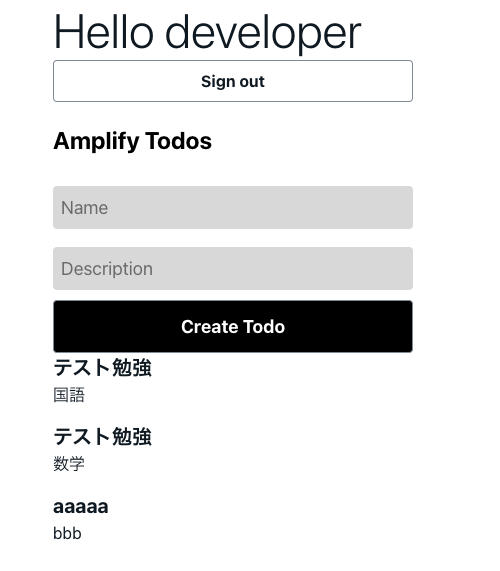 Hello developer
Sign out
Amplify Todos
Name
Description
Create Todo
テスト勉強
国語
テスト勉強
数学
aaaaa
bbb